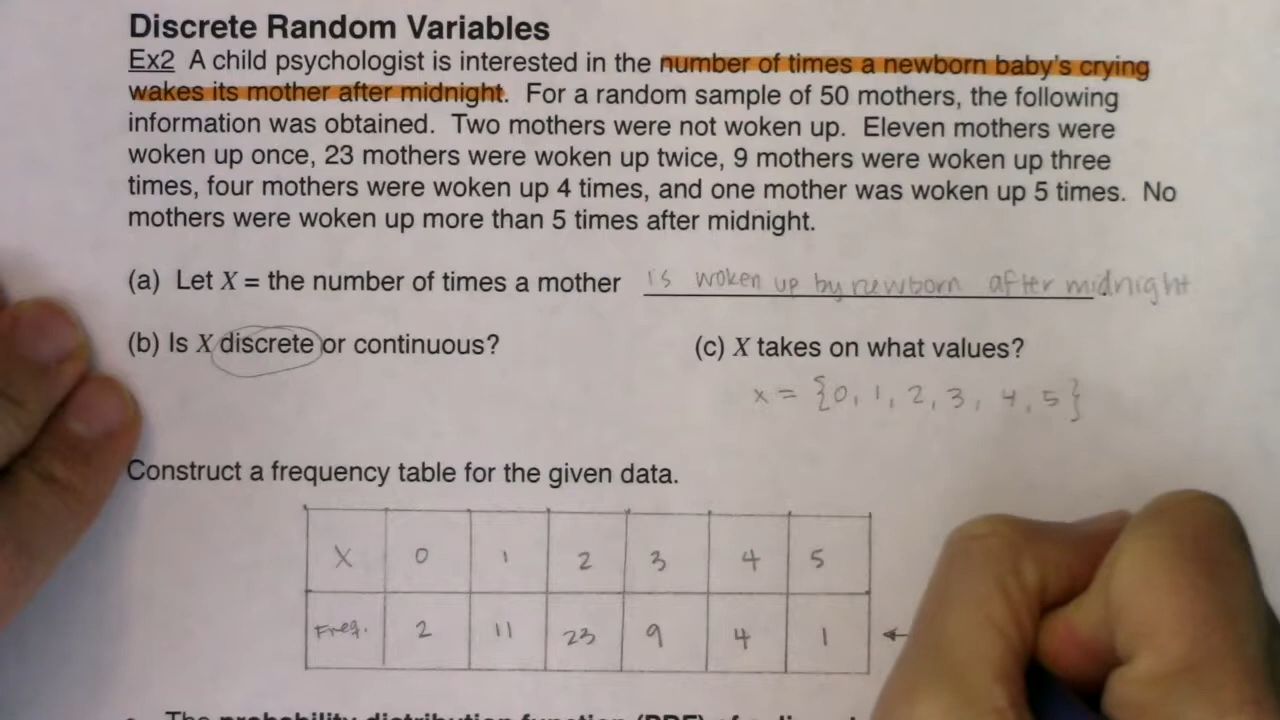 Discrete Random Variables
Ex2 A child psychologist is interested in the number of times a newborn baby's crying
wakes its mother after midnight. For a random sample of 50 mothers, the following
information was obtained. Two mothers were not woken up. Eleven mothers were
woken up once, 23 mothers were woken up twice, 9 mothers were woken up three
times, four mothers were woken up 4 times, and one mother was woken up 5 times. No
mothers were woken up more than 5 times after midnight.
(a) Let X = the number of times a mother is woken up by newborn after midnight
(b) Is X discrete or continuous? (c) X takes on what values?
x = {0, 1, 2, 3, 4, 5}
Construct a frequency table for the given data.
X 0 1 2 3 4 5
Freq. 2 11 23 9 4 1 ←
The probability distribution function (PDF) of a